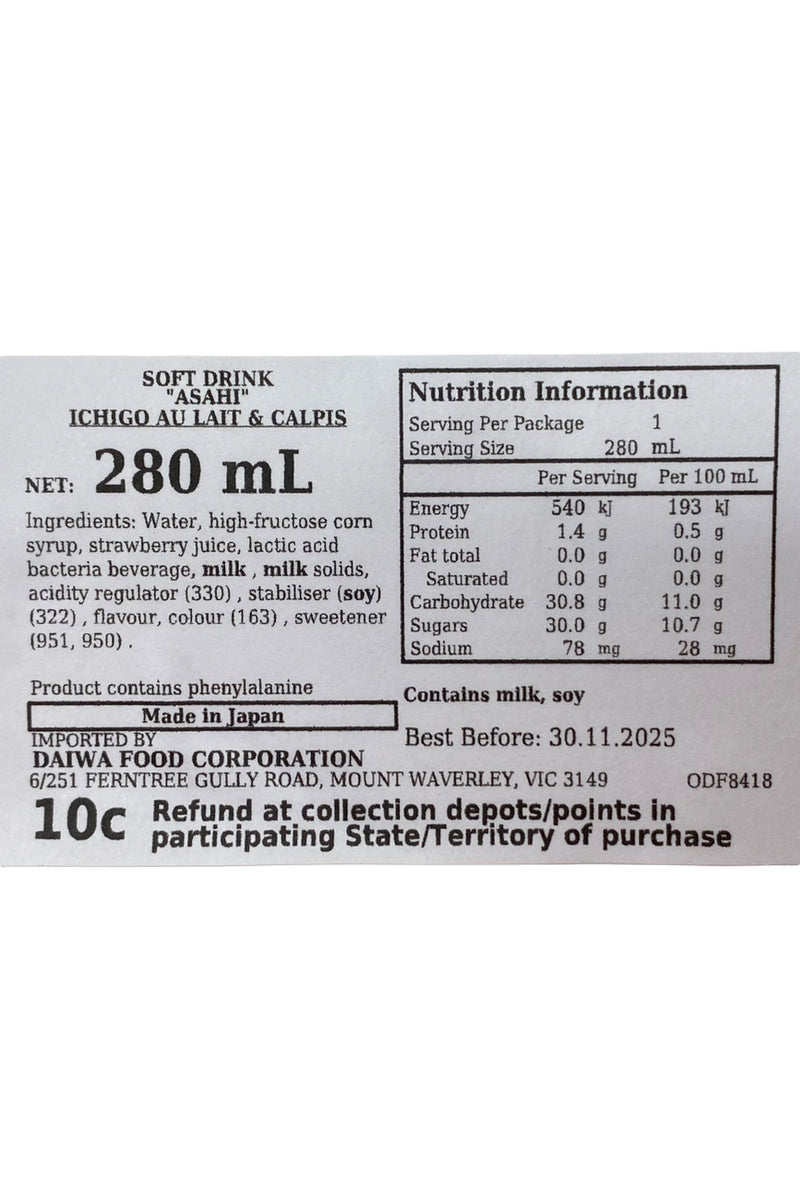 SOFT DRINK
"ASAHI"
ICHIGO AU LAIT & CALPIS
NET: 280 mL
Ingredients: Water, high-fructose corn
syrup, strawberry juice, lactic acid
bacteria beverage, milk , milk solids,
acidity regulator (330) , stabiliser (soy)
(322) , flavour, colour (163) , sweetener
(951, 950) .
Product contains phenylalanine
Made in Japan
IMPORTED BY
DAIWA FOOD CORPORATION
6/251 FERNTREE GULLY ROAD, MOUNT WAVERLEY, VIC 3149
Nutrition Information
Serving Per Package 1
Serving Size 280 mL
Per Serving Per 100 mL
Energy 540 kJ 193 kJ
Protein 1.4 g 0.5 g
Fat total 0.0 g 0.0 g
Saturated 0.0 g 0.0 g
Carbohydrate 30.8 g 11.0 g
Sugars 30.0 g 10.7 g
Sodium 78 mg 28 mg
Contains milk, soy
Best Before: 30.11.2025
ODF8418
10c Refund at collection depots/points in
participating State/Territory of purchase